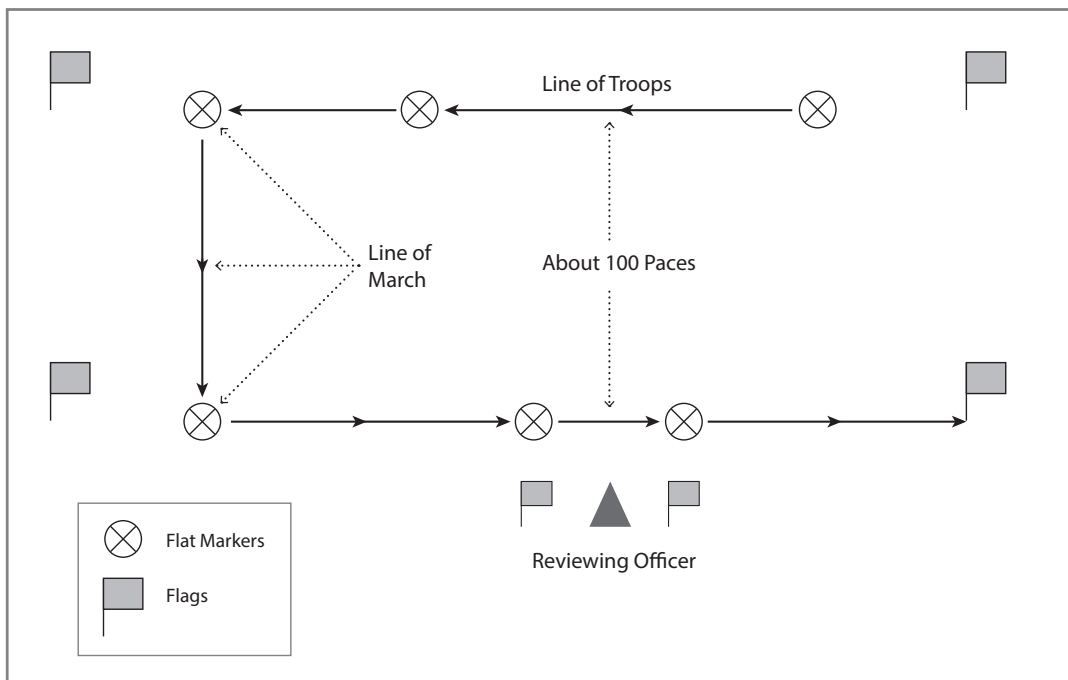 Line of Troops
Line of
March
About 100 Paces
Reviewing Officer
Flat Markers
Flags